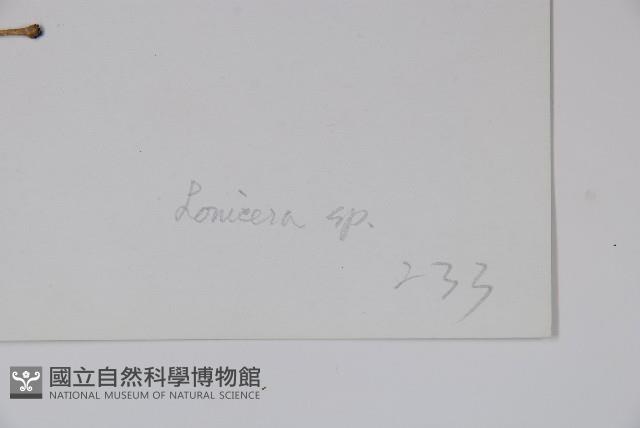 Lonicera sp.
233
國立自然科學博物館
NATIONAL MUSEUM OF NATURAL SCIENCE